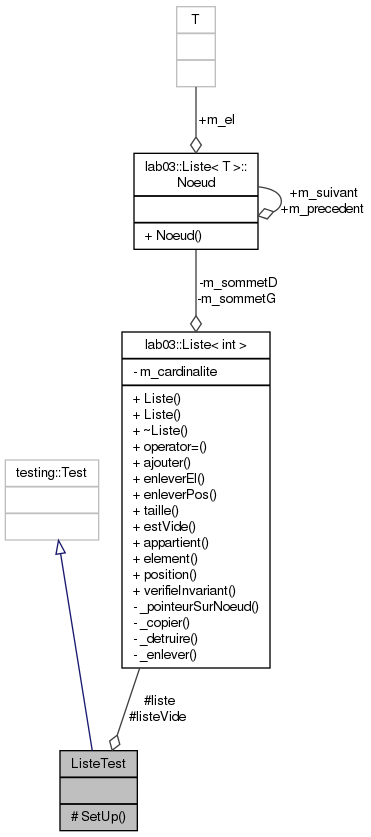 T
+m_el
lab03::Liste< T >::
Noeud
+m_suivant
+m_precedent
+ Noeud()
-m_sommetD
-m_sommetG
lab03::Liste< int >
- m_cardinalite
+ Liste()
+ Liste()
+ ~Liste()
+ operator=()
+ ajouter()
+ enleverEl()
+ enleverPos()
+ taille()
+ estVide()
+ appartient()
+ element()
+ position()
+ verifieInvariant()
- _pointeurSurNoeud()
- _copier()
- _detruire()
- _enlever()
testing::Test
#liste
#listeVide
ListeTest
# SetUp()